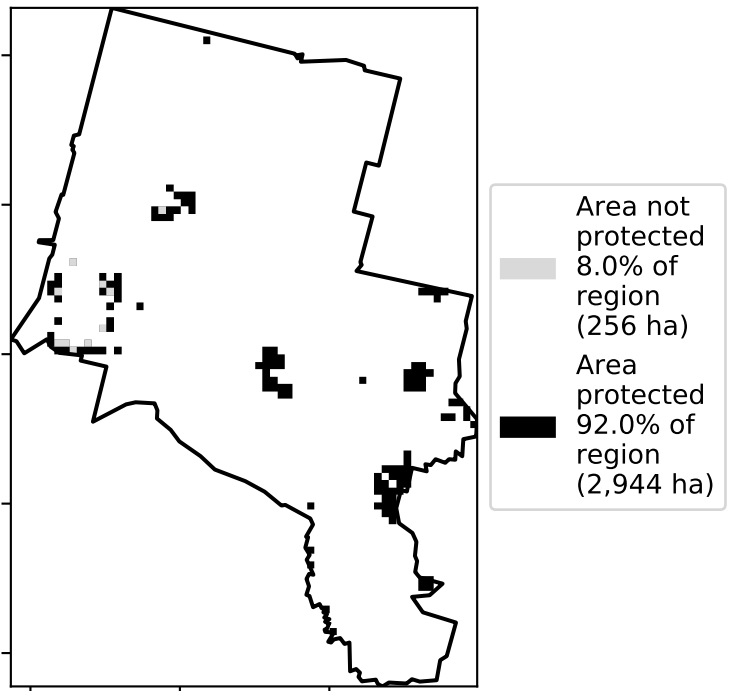 Area not
protected
8.0% of
region
(256 ha)
Area
protected
92.0% of
region
(2,944 ha)